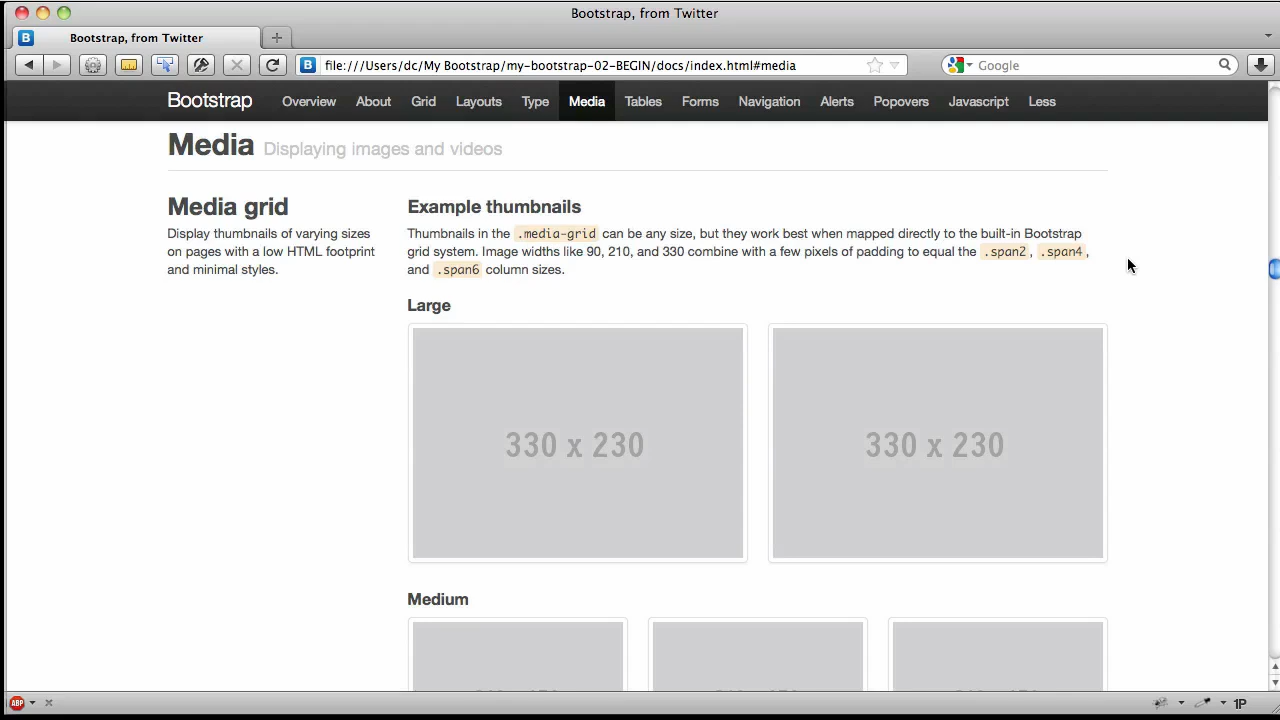 Bootstrap, from Twitter
B Bootstrap, from Twitter
B file:///Users/dc/My Bootstrap/my-bootstrap-02-BEGIN/docs/index.html#media Google
Bootstrap Overview About Grid Layouts Type Media Tables Forms Navigation Alerts Popovers Javascript Less
Media Displaying images and videos
Media grid
Display thumbnails of varying sizes
on pages with a low HTML footprint
and minimal styles.
Example thumbnails
Thumbnails in the .media-grid can be any size, but they work best when mapped directly to the built-in Bootstrap
grid system. Image widths like 90, 210, and 330 combine with a few pixels of padding to equal the .span2, .span4,
and .span6 column sizes.
Large
330 x 230 330 x 230
Medium
ABP 1P